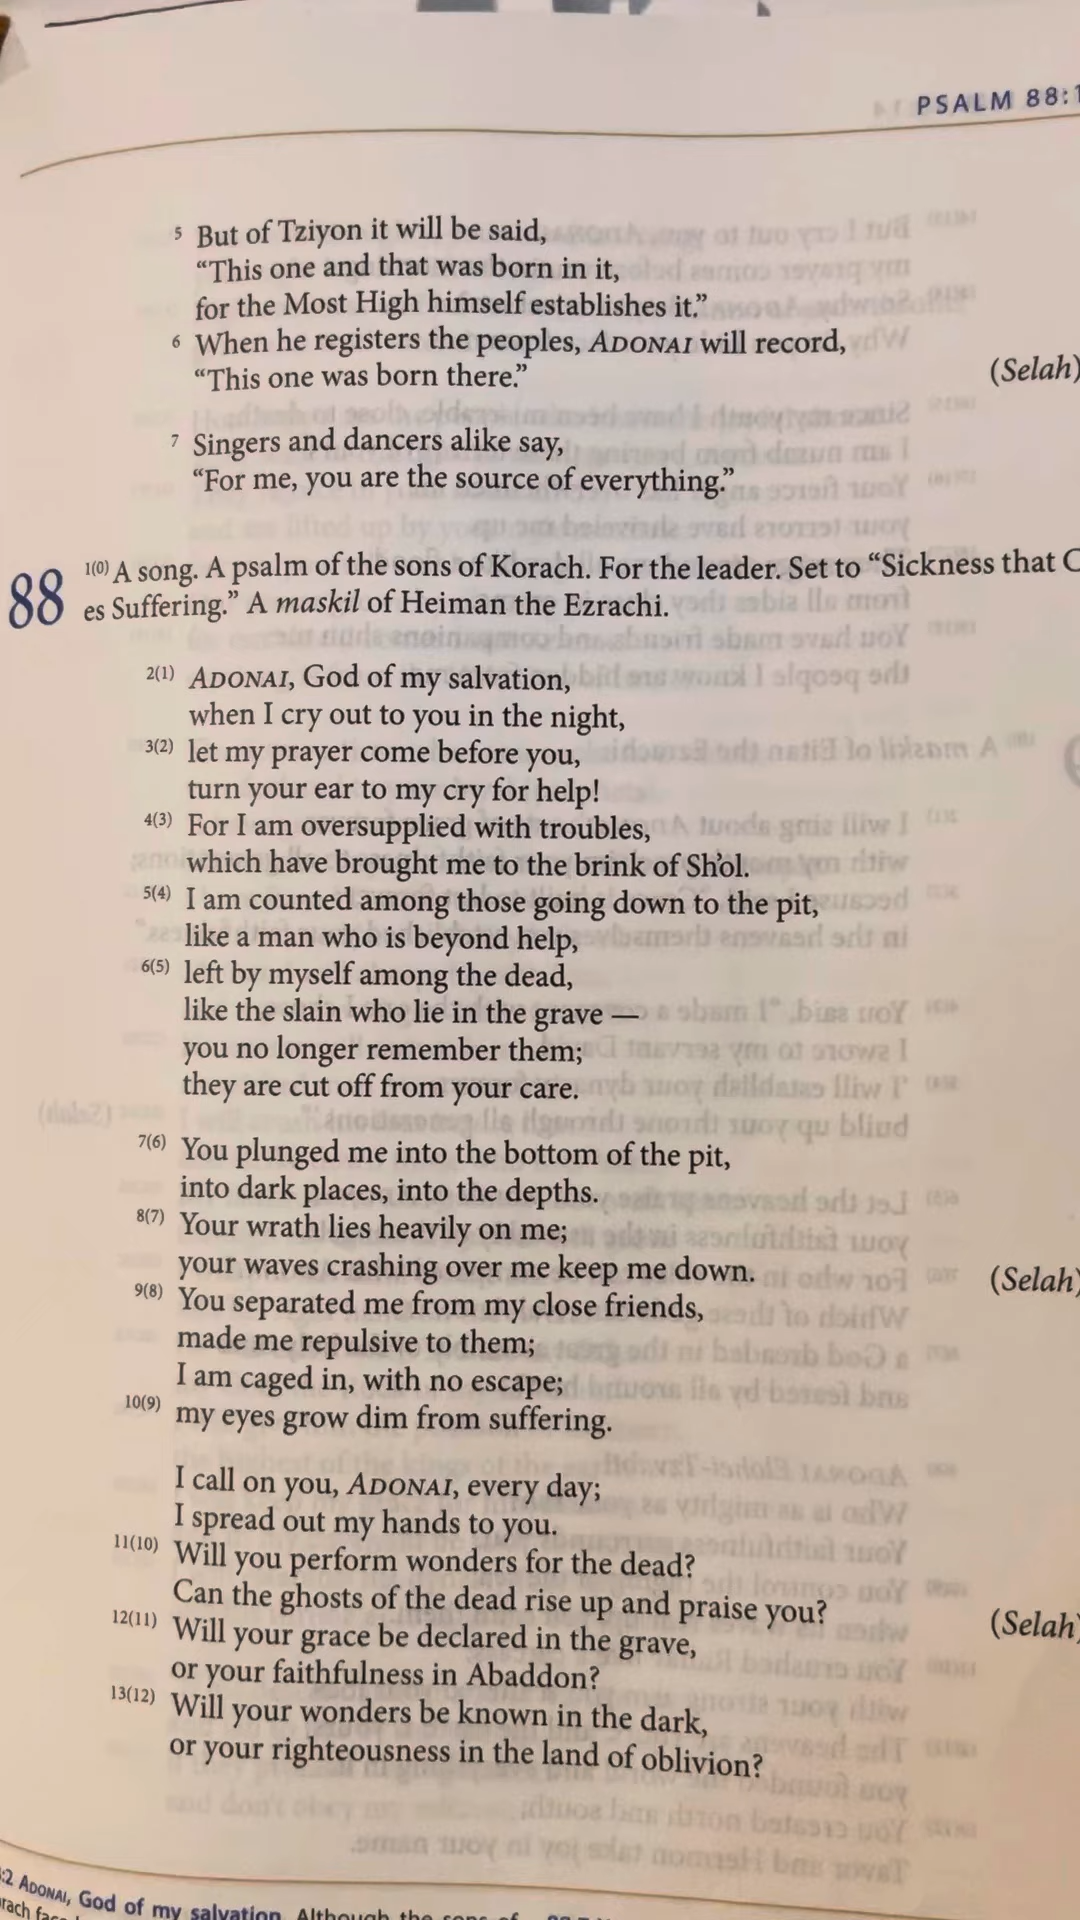 PSALM 88:1
5 But of Tziyon it will be said,
“This one and that was born in it,
for the Most High himself establishes it.”
6 When he registers the peoples, ADONAI will record,
“This one was born there.” (Selah)
7 Singers and dancers alike say,
“For me, you are the source of everything.”
88 1(0) A song. A psalm of the sons of Korach. For the leader. Set to “Sickness that C
es Suffering.” A maskil of Heiman the Ezrachi.
2(1) ADONAI, God of my salvation,
when I cry out to you in the night,
3(2) let my prayer come before you,
turn your ear to my cry for help!
4(3) For I am oversupplied with troubles,
which have brought me to the brink of Sh’ol.
5(4) I am counted among those going down to the pit,
like a man who is beyond help,
6(5) left by myself among the dead,
like the slain who lie in the grave —
you no longer remember them;
they are cut off from your care.
7(6) You plunged me into the bottom of the pit,
into dark places, into the depths.
8(7) Your wrath lies heavily on me;
your waves crashing over me keep me down. (Selah)
9(8) You separated me from my close friends,
made me repulsive to them;
I am caged in, with no escape;
10(9) my eyes grow dim from suffering.
I call on you, ADONAI, every day;
I spread out my hands to you.
11(10) Will you perform wonders for the dead?
Can the ghosts of the dead rise up and praise you? (Selah)
12(11) Will your grace be declared in the grave,
or your faithfulness in Abaddon?
13(12) Will your wonders be known in the dark,
or your righteousness in the land of oblivion?
:2 ADONAI, God of my salvation. Although the sons of